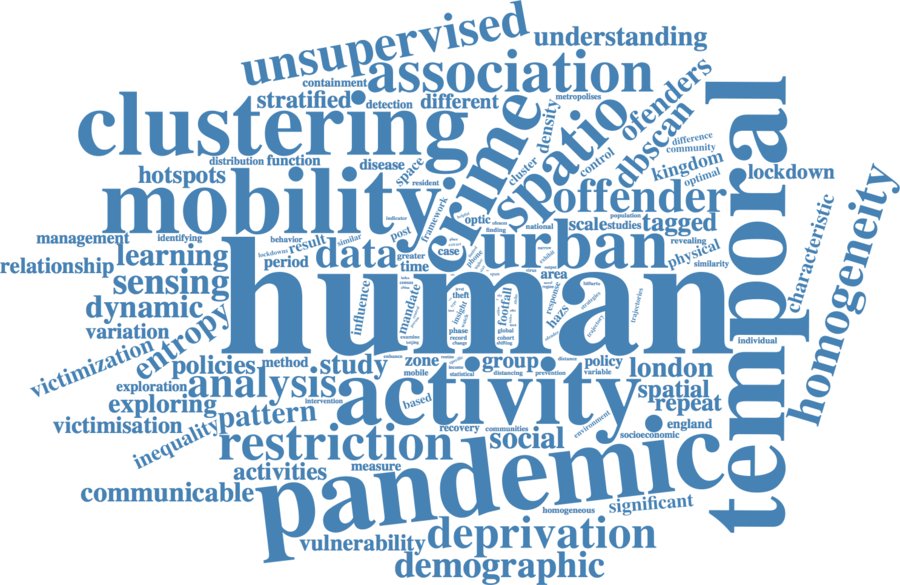 unsupervised
understanding
containment
association
stratified
detection
different
metropolises
ofenders
clustering
crime
density
spatio
dbscan
temporal
difference
community
distribution
function
disease
space
cluster
control
kingdom
optimal
lockdown
hotspots
resident
mobility
framework
offender
population
characteristic
homogeneity
indicator
optic
finding
national
scale
studies
tagged
revealing
management
identifying
behavior
result
similar
post
case
urban
physical
similarity
relationship
learning
lockdowns
period
data
greater
time
phone
area
sensing
human
influence
mandate
theft
insight
footfall
response
hazs
strategies
trajectory
trajectories
dynamic
variation
entropy
phase
record
change
global
cohort
shifting
examine
individual
victimization
policies
method
study
enhance
zone
group
distance
policy
london
exploration
analysis
mobile
income
statistical
distancing
prevention
variable
spatial
exploring
intervention
activity
based
repeat
victimisation
pattern
inequality
restriction
recovery
communities
environment
england
social
socioeconomic
activities
measure
pandemic
communicable
significant
homogeneous
vulnerability
deprivation
demographic